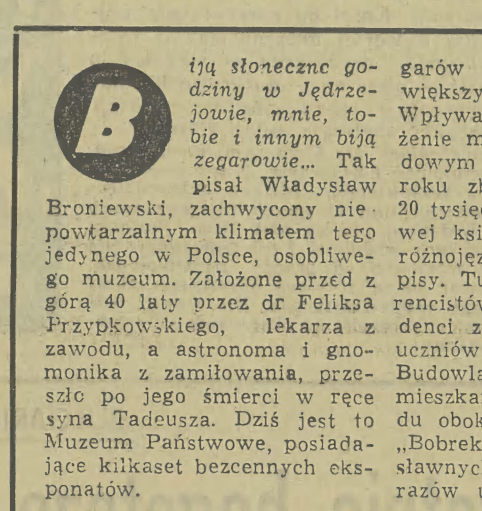 Biją słoneczne go-
dziny w Jędrze-
jowie, mnie, to-
bie i innym biją
zegarowie... Tak
pisał Władysław
Broniewski, zachwycony nie-
powtarzalnym klimatem tego
jedynego w Polsce, osobliwe-
go muzeum. Założone przed z
górą 40 laty przez dr Feliksa
Przypkowskiego, lekarza z
zawodu, a astronoma i gno-
monika z zamiłowania, prze-
szło po jego śmierci w ręce
syna Tadeusza. Dziś jest to
Muzeum Państwowe, posiada-
jące kilkaset bezcennych eks-
ponatów.
garów
większy
Wpływa
żenie m
dowym
roku zb
20 tysięc
wej ksi
różnojęz
pisy. Tu
rencistów
denci z
uczniów
Budowla
mieszka
du obok
„Bobrek
sławnyc
razów u